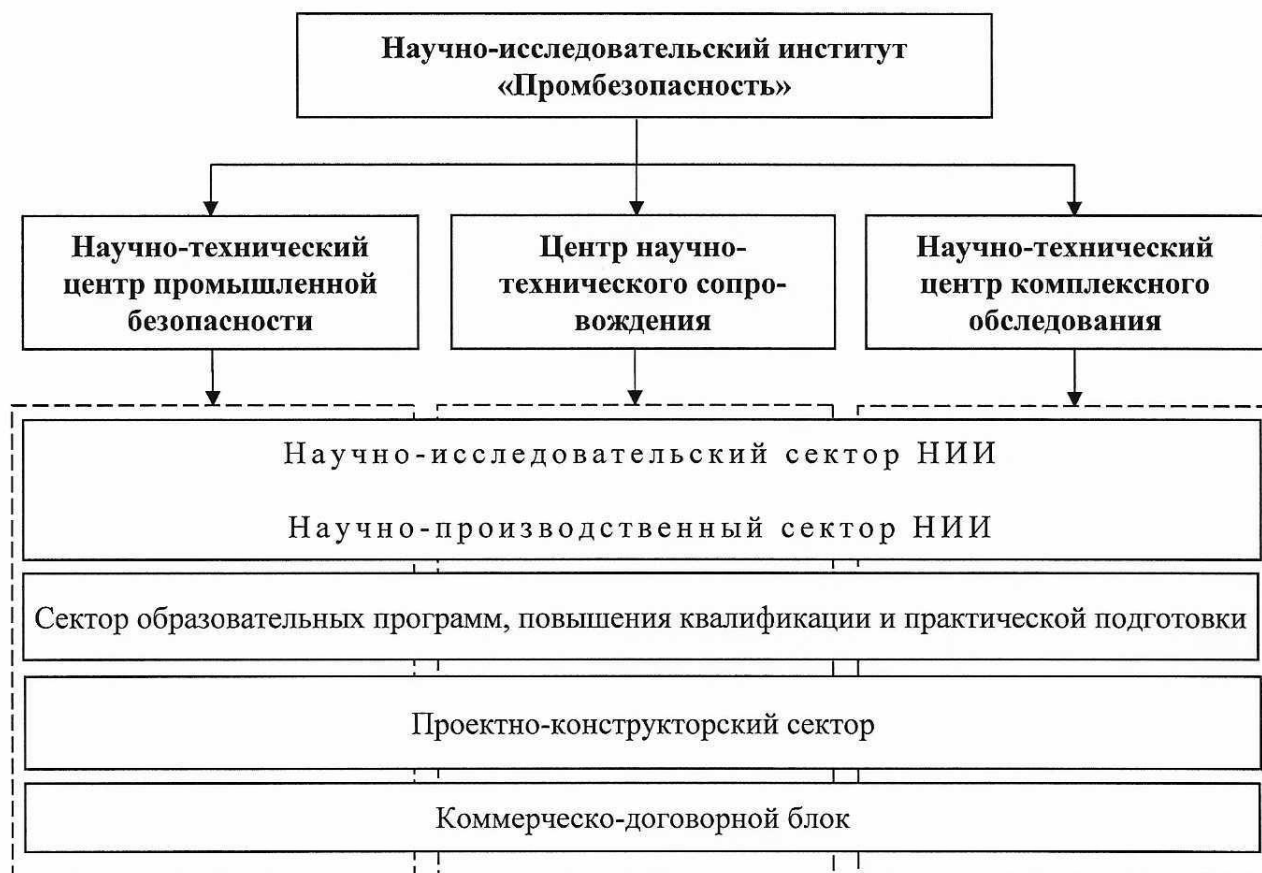 Научно-исследовательский институт
«Промбезопасность»
Научно-технический
центр промышленной
безопасности
Центр научно-
технического сопро-
вождения
Научно-технический
центр комплексного
обследования
Научно-исследовательский сектор НИИ
Научно-производственный сектор НИИ
Сектор образовательных программ, повышения квалификации и практической подготовки
Проектно-конструкторский сектор
Коммерческо-договорной блок